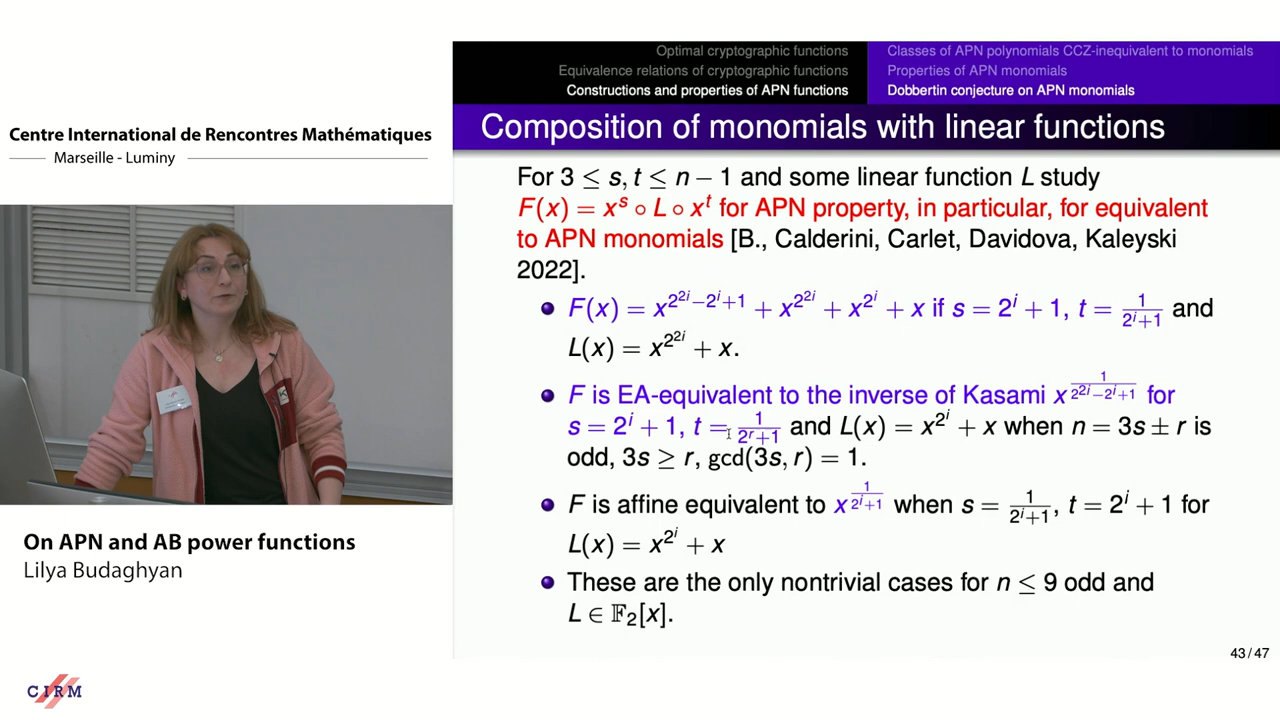 Centre International de Rencontres Mathématiques
Marseille - Luminy
On APN and AB power functions
Lilya Budaghyan
CIRM
Optimal cryptographic functions
Equivalence relations of cryptographic functions
Constructions and properties of APN functions
Classes of APN polynomials CCZ-inequivalent to monomials
Properties of APN monomials
Dobbertin conjecture on APN monomials
Composition of monomials with linear functions
For 3 ≤ s, t ≤ n − 1 and some linear function L study
F(x) = x^s ∘ L ∘ x^t for APN property, in particular, for equivalent
to APN monomials [B., Calderini, Carlet, Davidova, Kaleyski
2022].
F(x) = x^{2^{2i}−2^i+1} + x^{2^{2i}} + x^{2^i} + x if s = 2^i + 1, t = \frac{1}{2^i+1} and
L(x) = x^{2^{2i}} + x.
F is EA-equivalent to the inverse of Kasami x^{\frac{1}{2^{2i}−2^i+1}} for
s = 2^i + 1, t = \frac{1}{2^r+1} and L(x) = x^{2^i} + x when n = 3s ± r is
odd, 3s ≥ r, gcd(3s, r) = 1.
F is affine equivalent to x^{\frac{1}{2^i+1}} when s = \frac{1}{2^i+1}, t = 2^i + 1 for
L(x) = x^{2^i} + x
These are the only nontrivial cases for n ≤ 9 odd and
L ∈ 𝔽_2[x].
43 / 47